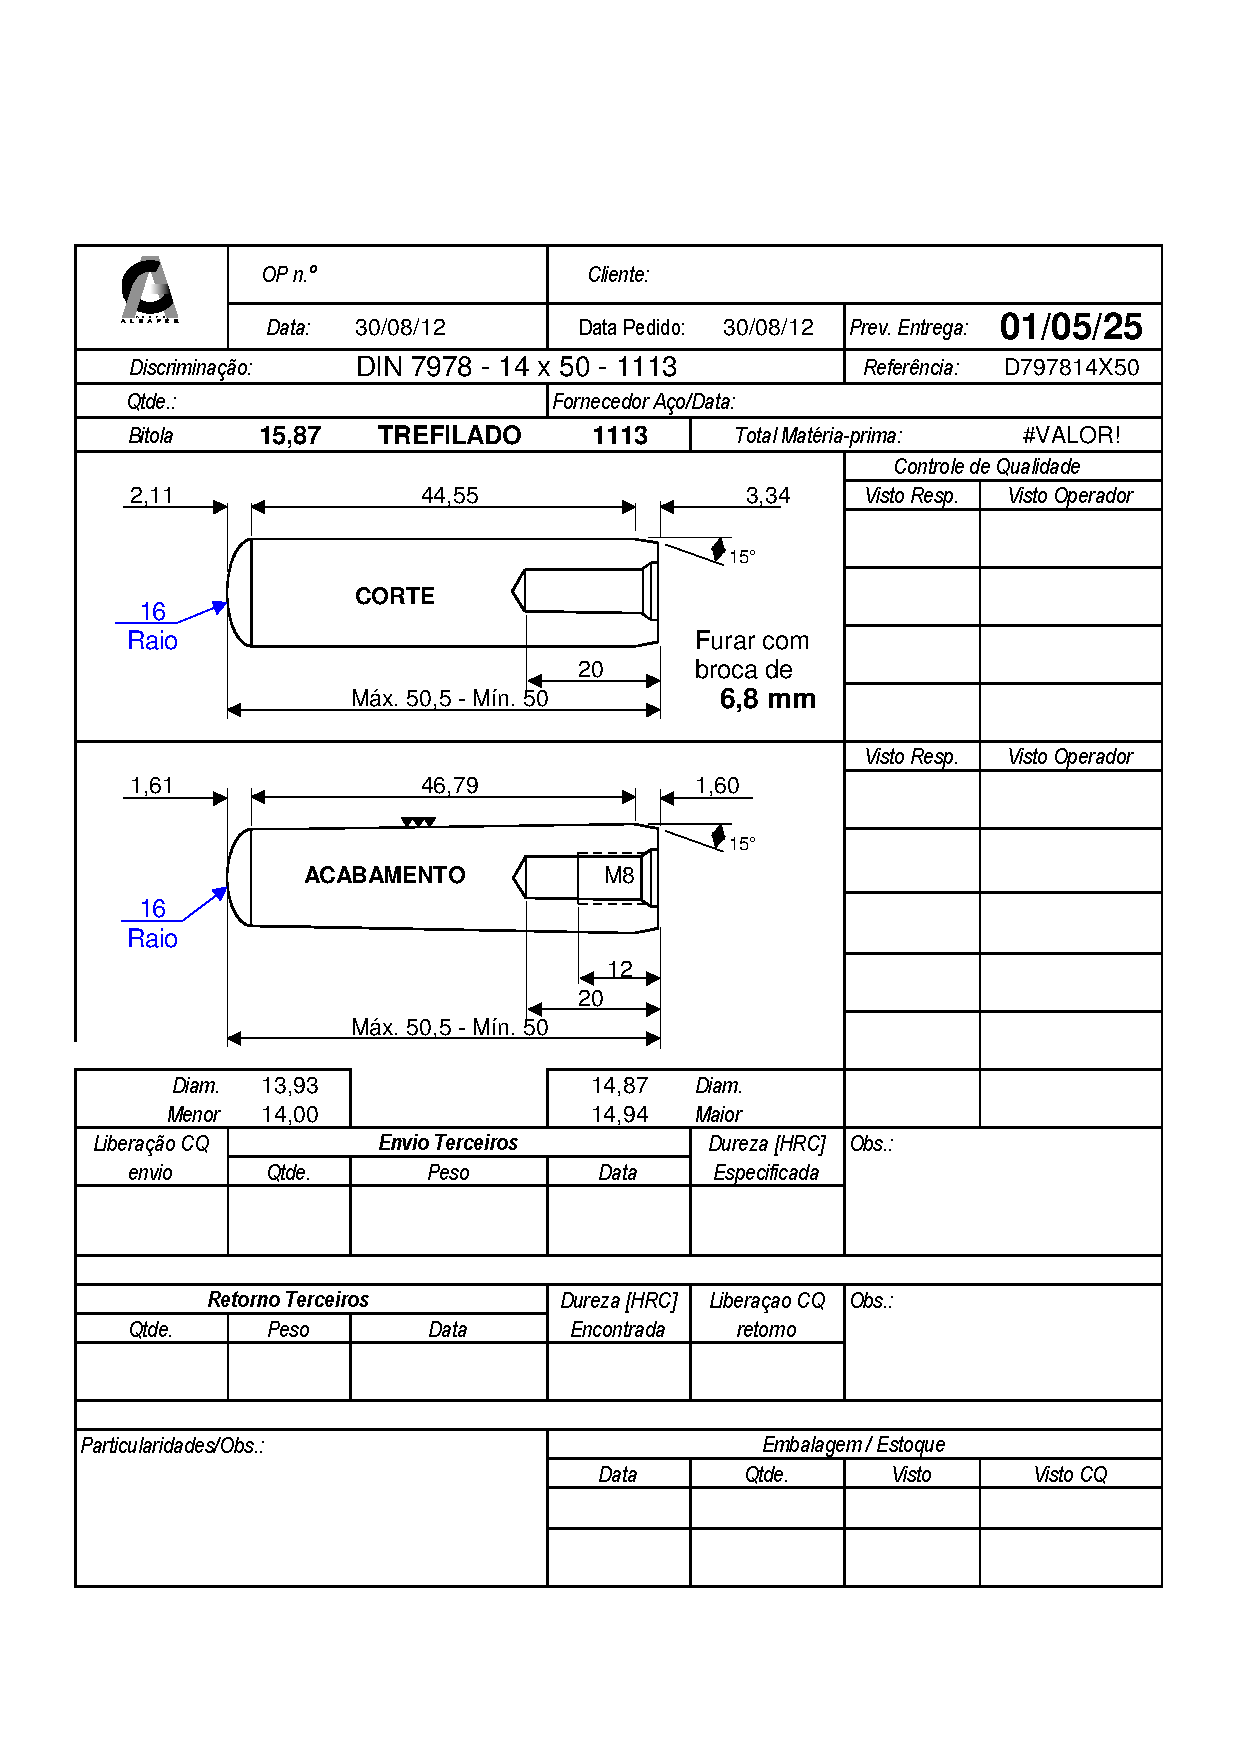 OP n.º Cliente:
ALBAPEE
Data: 30/08/12 Data Pedido: 30/08/12 Prev. Entrega: 01/05/25
Discriminação: DIN 7978 - 14 x 50 - 1113 Referência: D797814X50
Qtde.: Fornecedor Aço/Data:
Bitola 15,87 TREFILADO 1113 Total Matéria-prima: #VALOR!
Controle de Qualidade
2,11 44,55 3,34 Visto Resp. Visto Operador
15°
CORTE
16
Raio
Furar com
20 broca de
Máx. 50,5 - Mín. 50 6,8 mm
Visto Resp. Visto Operador
1,61 46,79 1,60
15°
ACABAMENTO M8
16
Raio
12
20
Máx. 50,5 - Mín. 50
Diam. 13,93 14,87 Diam.
Menor 14,00 14,94 Maior
Liberação CQ Envio Terceiros Dureza [HRC] Obs.:
envio Qtde. Peso Data Especificada
Retorno Terceiros Dureza [HRC] Liberaçao CQ Obs.:
Qtde. Peso Data Encontrada retorno
Particularidades/Obs.: Embalagem / Estoque
Data Qtde. Visto Visto CQ